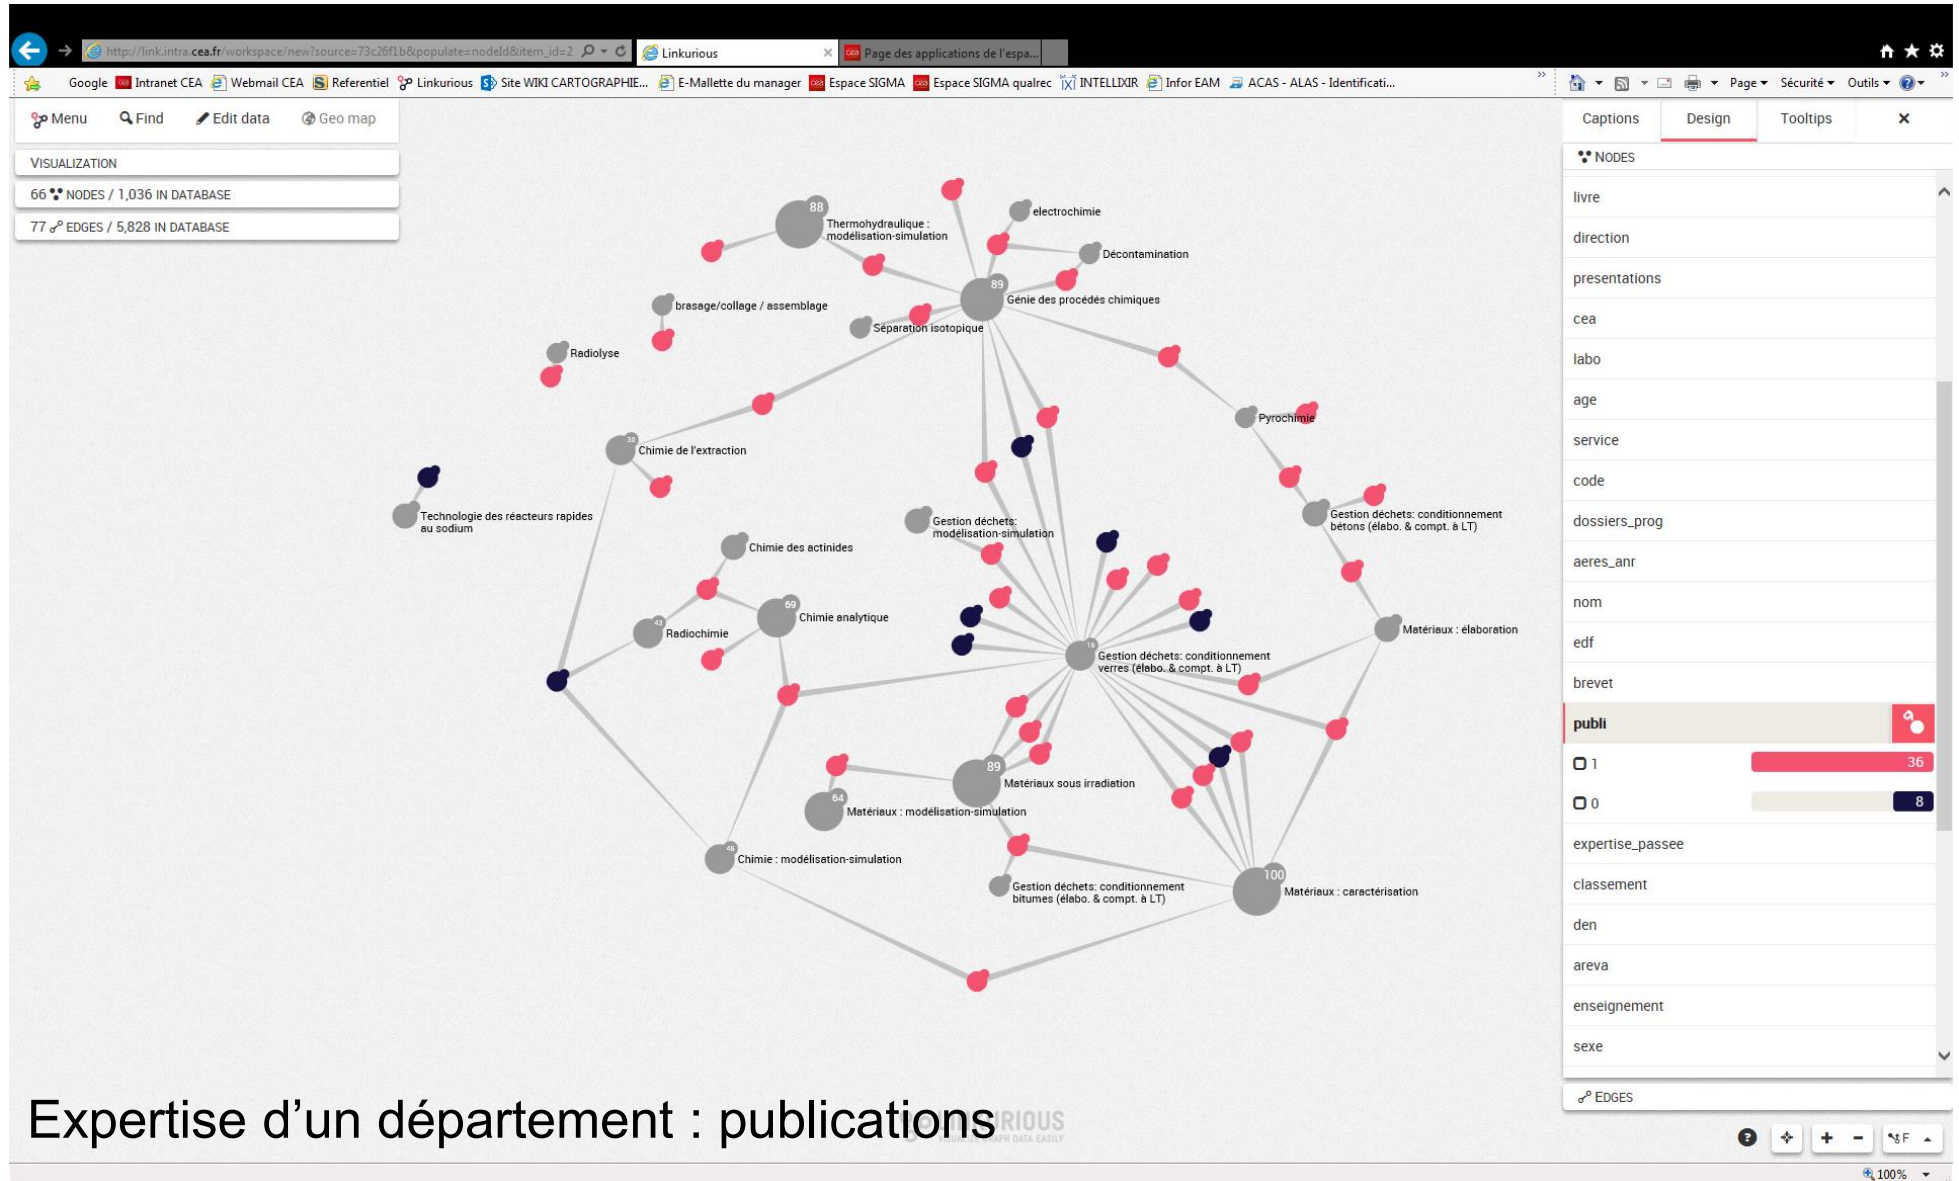 http://link.intra.cea.fr/workspace/new?source=73c26f1b&populate=nodeId&item_id=2
Linkurious
Page des applications de l'espa...
Google
Intranet CEA
Webmail CEA
Referentiel
Linkurious
Site WIKI CARTOGRAPHIE...
E-Mallette du manager
Espace SIGMA
Espace SIGMA qualrec
INTELLIXIR
Infor EAM
ACAS - ALAS - Identificati...
Page
Sécurité
Outils
Menu
Find
Edit data
Geo map
VISUALIZATION
66 NODES / 1,036 IN DATABASE
77 EDGES / 5,828 IN DATABASE
88
Thermohydraulique :
modélisation-simulation
electrochimie
Décontamination
89
Génie des procédés chimiques
brasage/collage / assemblage
Séparation isotopique
Radiolyse
Pyrochimie
Chimie de l'extraction
Technologie des réacteurs rapides
au sodium
Gestion déchets:
modélisation-simulation
Gestion déchets: conditionnement
bétons (élabo. & compt. à LT)
Chimie des actinides
69
Chimie analytique
43
Radiochimie
Matériaux : élaboration
16
Gestion déchets: conditionnement
verres (élabo. & compt. à LT)
89
Matériaux sous irradiation
64
Matériaux : modélisation-simulation
46
Chimie : modélisation-simulation
Gestion déchets: conditionnement
bitumes (élabo. & compt. à LT)
100
Matériaux : caractérisation
Captions
Design
Tooltips
NODES
livre
direction
presentations
cea
labo
age
service
code
dossiers_prog
aeres_anr
nom
edf
brevet
publi
1
36
0
8
expertise_passee
classement
den
areva
enseignement
sexe
EDGES
Expertise d'un département : publications
F
100%